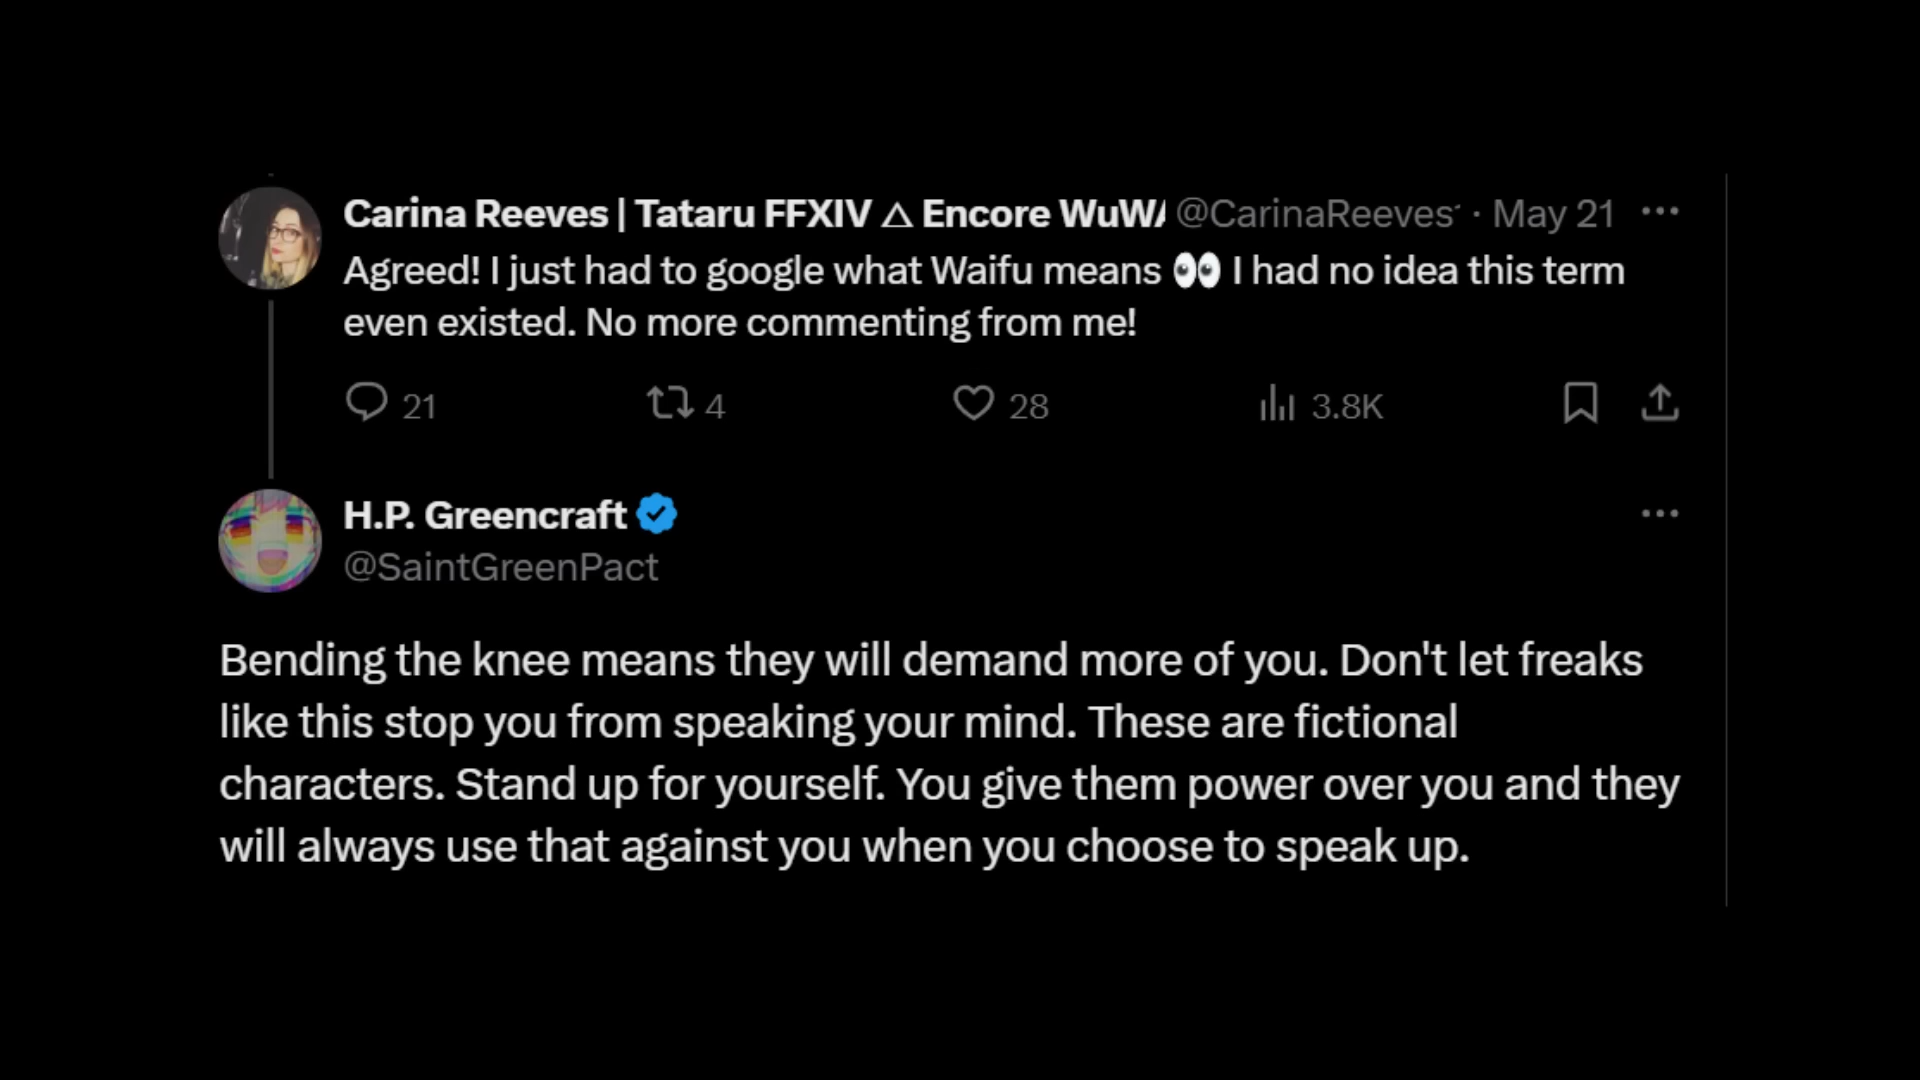 Carina Reeves | Tataru FFXIV △ Encore WuWA @CarinaReeves · May 21
Agreed! I just had to google what Waifu means 👀 I had no idea this term
even existed. No more commenting from me!
21 4 28 3.8K
H.P. Greencraft
@SaintGreenPact
Bending the knee means they will demand more of you. Don't let freaks
like this stop you from speaking your mind. These are fictional
characters. Stand up for yourself. You give them power over you and they
will always use that against you when you choose to speak up.